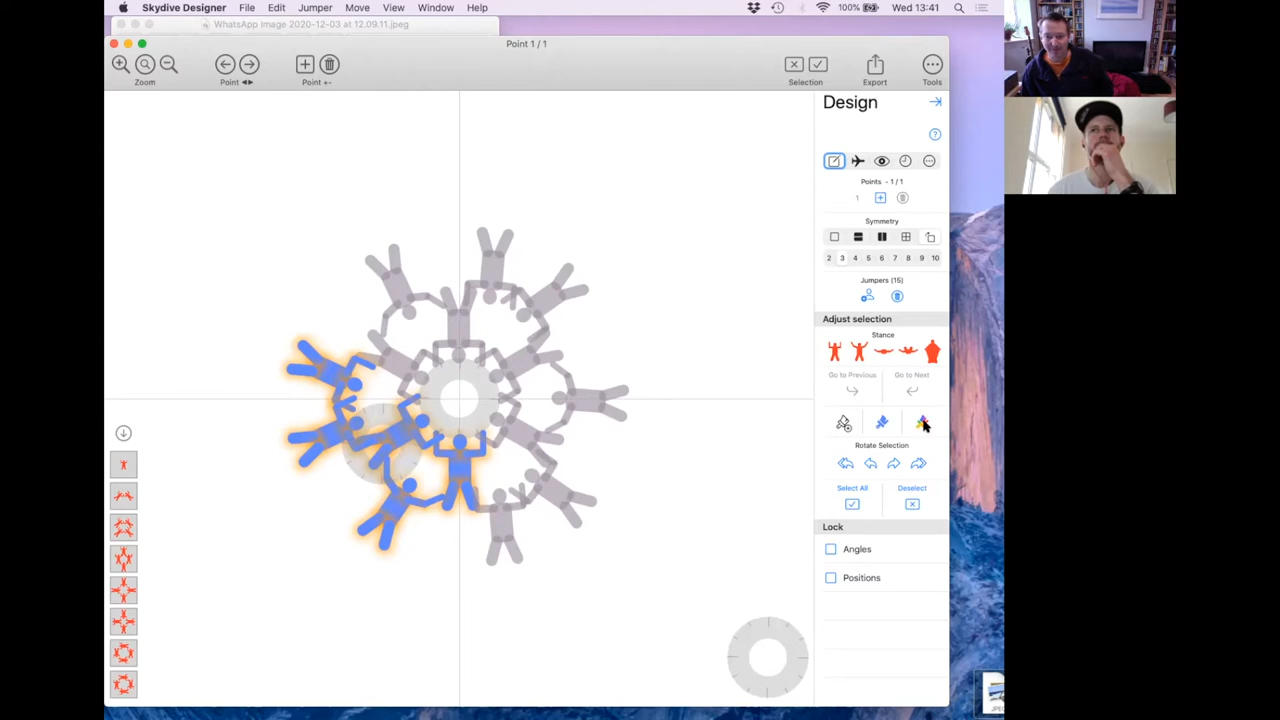 Skydive Designer File Edit Jumper Move View Window Help 100% Wed 13:41
WhatsApp Image 2020-12-03 at 12.09.11.jpeg
Point 1 / 1
Zoom Point Point +- Selection Export Tools
Design
Points - 1 / 1
1
Symmetry
2 3 4 5 6 7 8 9 10
Jumpers (15)
Adjust selection
Stance
Go to Previous Go to Next
Rotate Selection
Select All Deselect
Lock
Angles
Positions